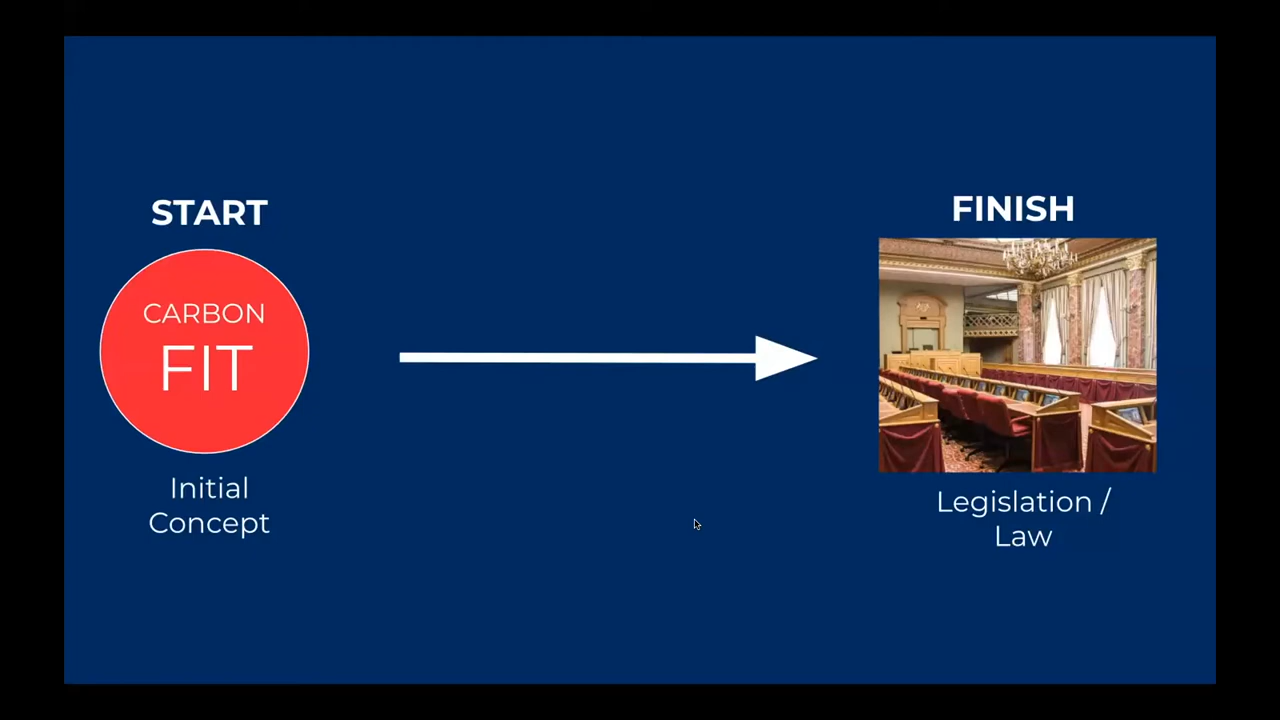 START
CARBON
FIT
Initial
Concept
FINISH
Legislation /
Law